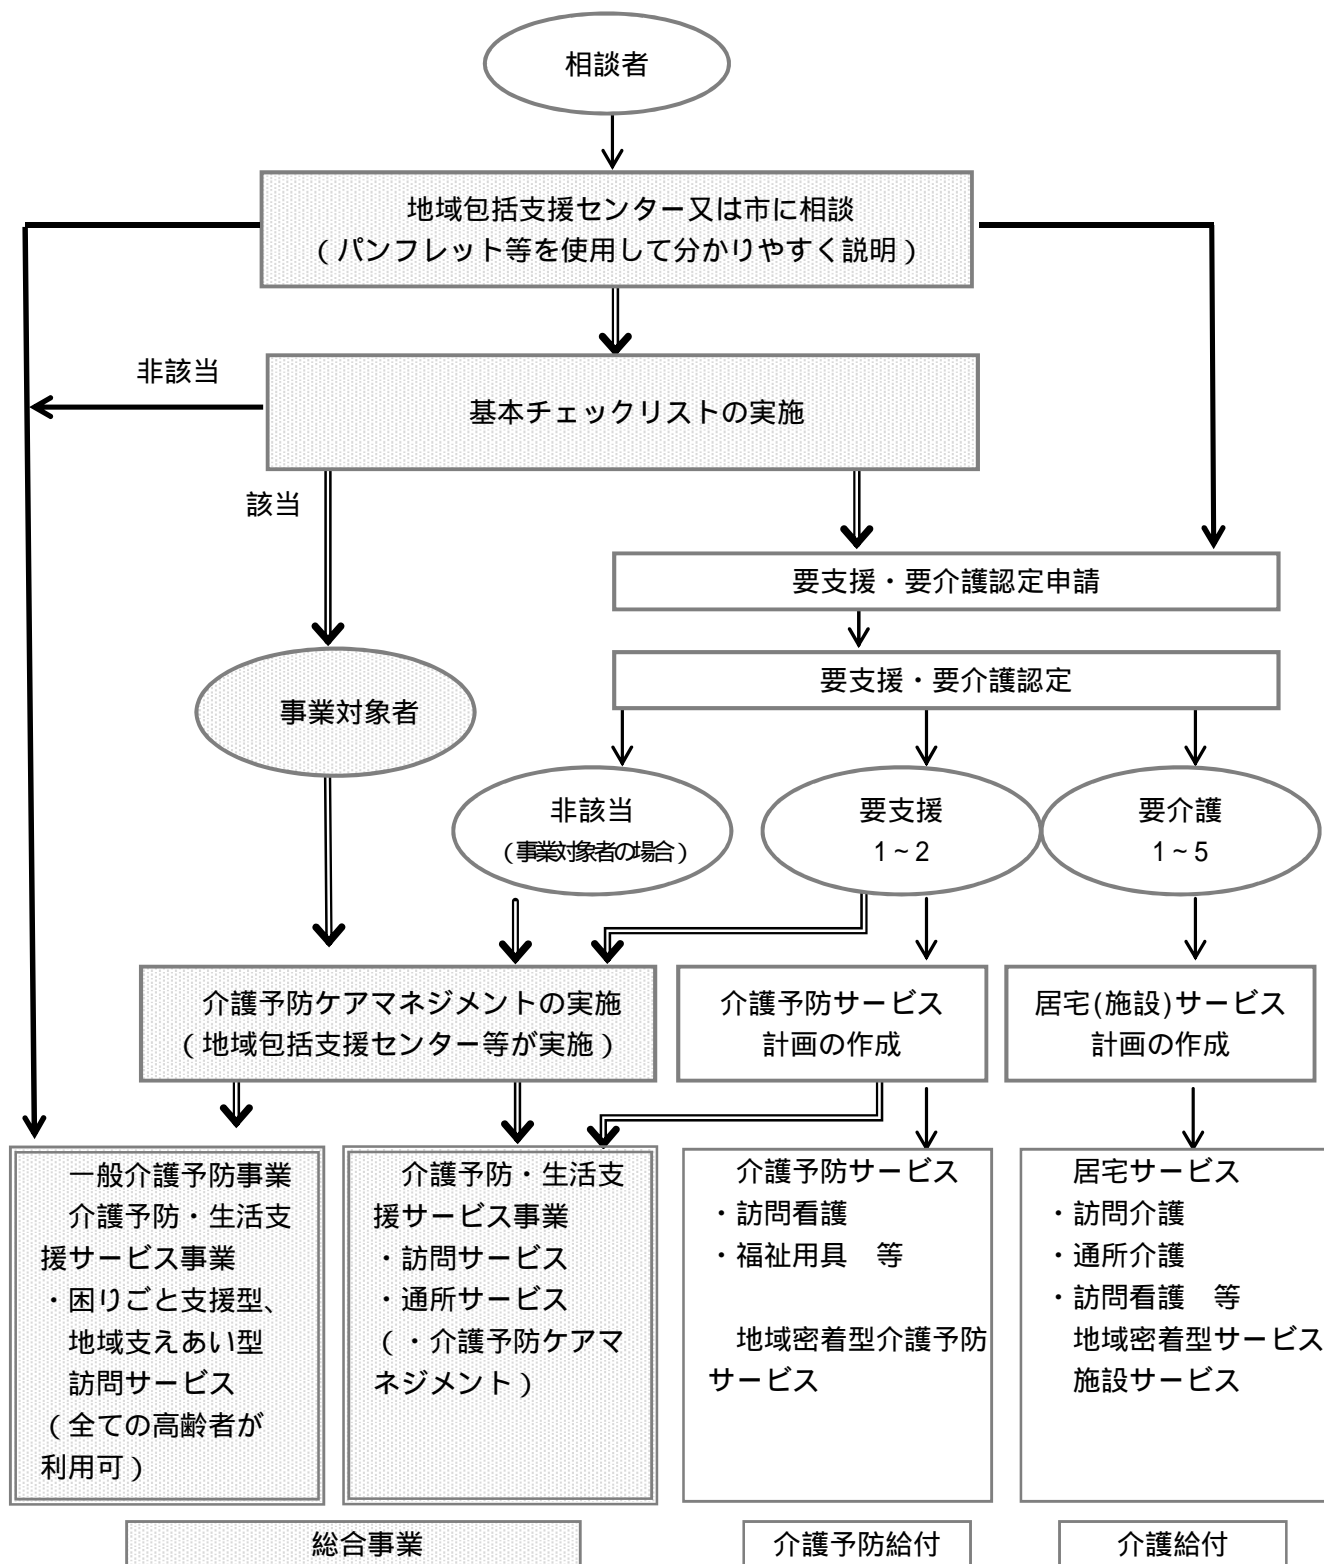 相談者
地域包括支援センター又は市に相談
(パンフレット等を使用して分かりやすく説明)
非該当
基本チェックリストの実施
該当
要支援・要介護認定申請
要支援・要介護認定
事業対象者
非該当
(事業対象者の場合)
要支援
1~2
要介護
1~5
介護予防ケアマネジメントの実施
(地域包括支援センター等が実施)
介護予防サービス
計画の作成
居宅(施設)サービス
計画の作成
一般介護予防事業
介護予防・生活支
援サービス事業
・困りごと支援型、
地域支えあい型
訪問サービス
(全ての高齢者が
利用可)
介護予防・生活支
援サービス事業
・訪問サービス
・通所サービス
(・介護予防ケアマ
ネジメント)
介護予防サービス
・訪問看護
・福祉用具 等
地域密着型介護予防
サービス
居宅サービス
・訪問介護
・通所介護
・訪問看護 等
地域密着型サービス
施設サービス
総合事業
介護予防給付
介護給付